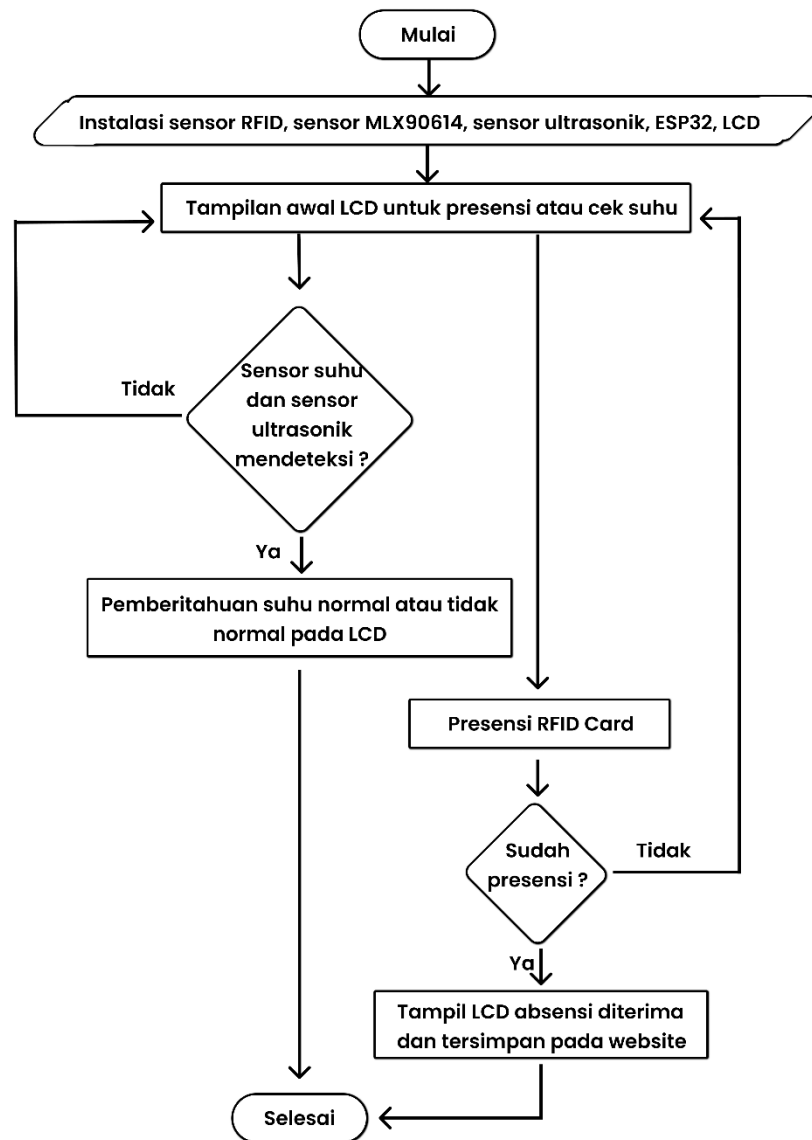 Mulai
Instalasi sensor RFID, sensor MLX90614, sensor ultrasonik, ESP32, LCD
Tampilan awal LCD untuk presensi atau cek suhu
Tidak
Sensor suhu
dan sensor
ultrasonik
mendeteksi ?
Ya
Pemberitahuan suhu normal atau tidak
normal pada LCD
Presensi RFID Card
Sudah
presensi ?
Tidak
Ya
Tampil LCD absensi diterima
dan tersimpan pada website
Selesai